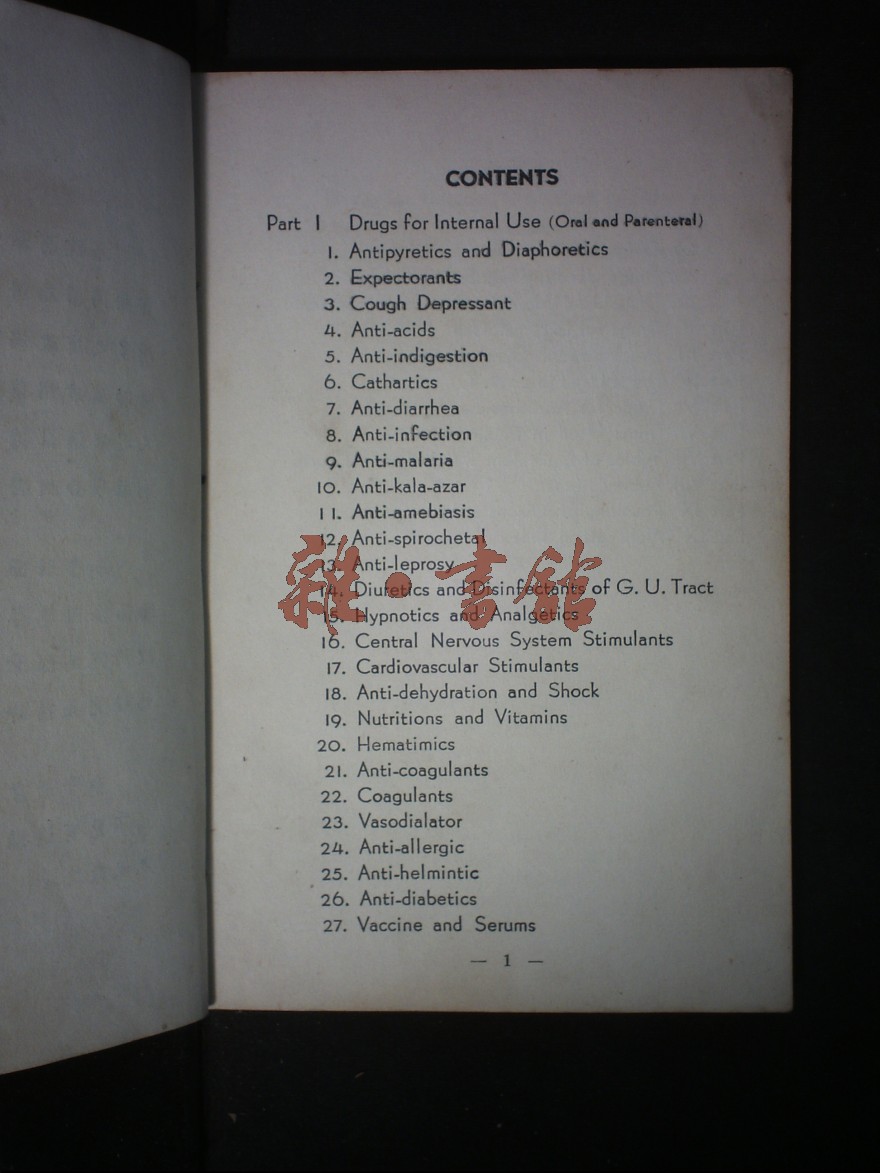 CONTENTS
Part I Drugs for Internal Use (Oral and Parenteral)
1. Antipyretics and Diaphoretics
2. Expectorants
3. Cough Depressant
4. Anti-acids
5. Anti-indigestion
6. Cathartics
7. Anti-diarrhea
8. Anti-infection
9. Anti-malaria
10. Anti-kala-azar
11. Anti-amebiasis
12. Anti-spirochetal
13. Anti-leprosy
雜·書館
14. Diuretics and Disinfectants of G. U. Tract
15. Hypnotics and Analgetics
16. Central Nervous System Stimulants
17. Cardiovascular Stimulants
18. Anti-dehydration and Shock
19. Nutritions and Vitamins
20. Hematimics
21. Anti-coagulants
22. Coagulants
23. Vasodialator
24. Anti-allergic
25. Anti-helmintic
26. Anti-diabetics
27. Vaccine and Serums
— 1 —